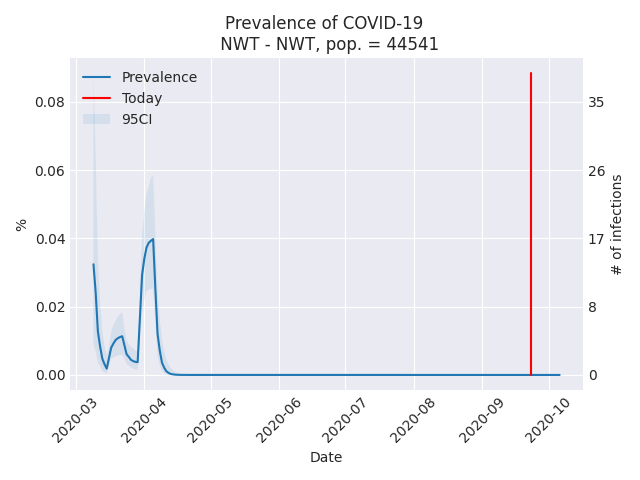 Prevalence of COVID-19
NWT - NWT, pop. = 44541
Prevalence
Today
95CI
0.08
0.06
0.04
0.02
0.00
%
35
26
17
8
0
# of infections
2020-03
2020-04
2020-05
2020-06
2020-07
2020-08
2020-09
2020-10
Date